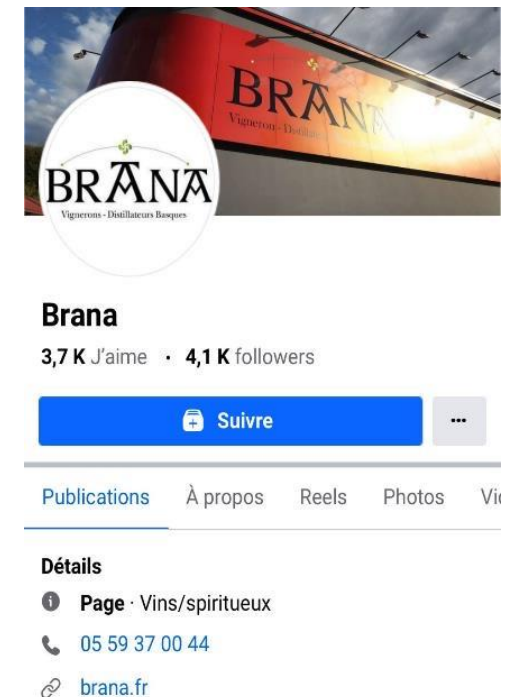 BRANA
Vigneron - Distillate
BRANA
Vignerons - Distillateurs Basques
Brana
3,7 K J'aime · 4,1 K followers
Suivre
Publications À propos Reels Photos
Détails
Page · Vins/spiritueux
05 59 37 00 44
brana.fr